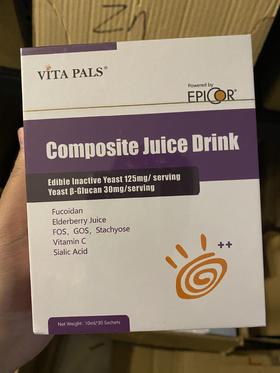 Zn
VITA PALS®
Powered by
EPICOR®
Composite Juice Drink
Edible Inactive Yeast 125mg/ serving
Yeast β-Glucan 30mg/serving
Fucoidan
Elderberry Juice
FOS, GOS, Stachyose
Vitamin C
Sialic Acid
++
Net Weight: 10ml/30 Sachets